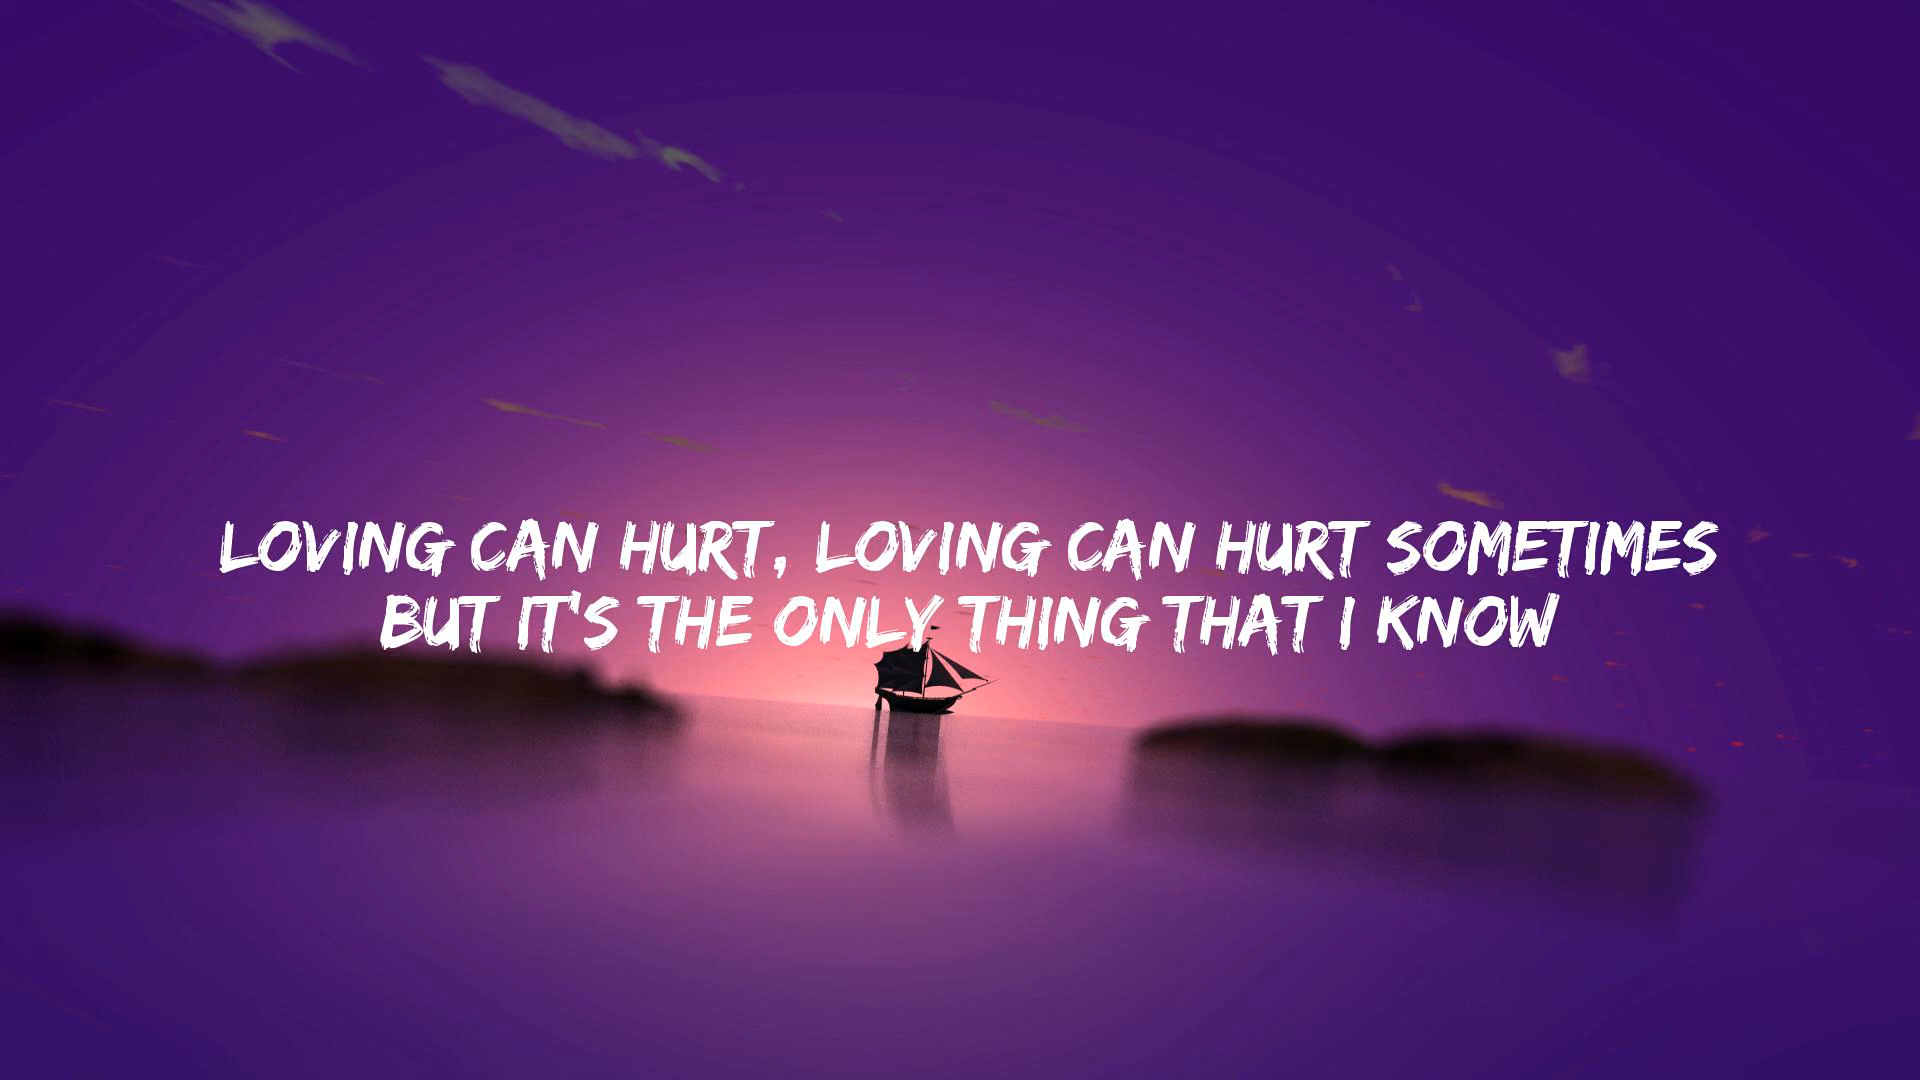 LOVING CAN HURT, LOVING CAN HURT SOMETIMES
BUT IT'S THE ONLY THING THAT I KNOW